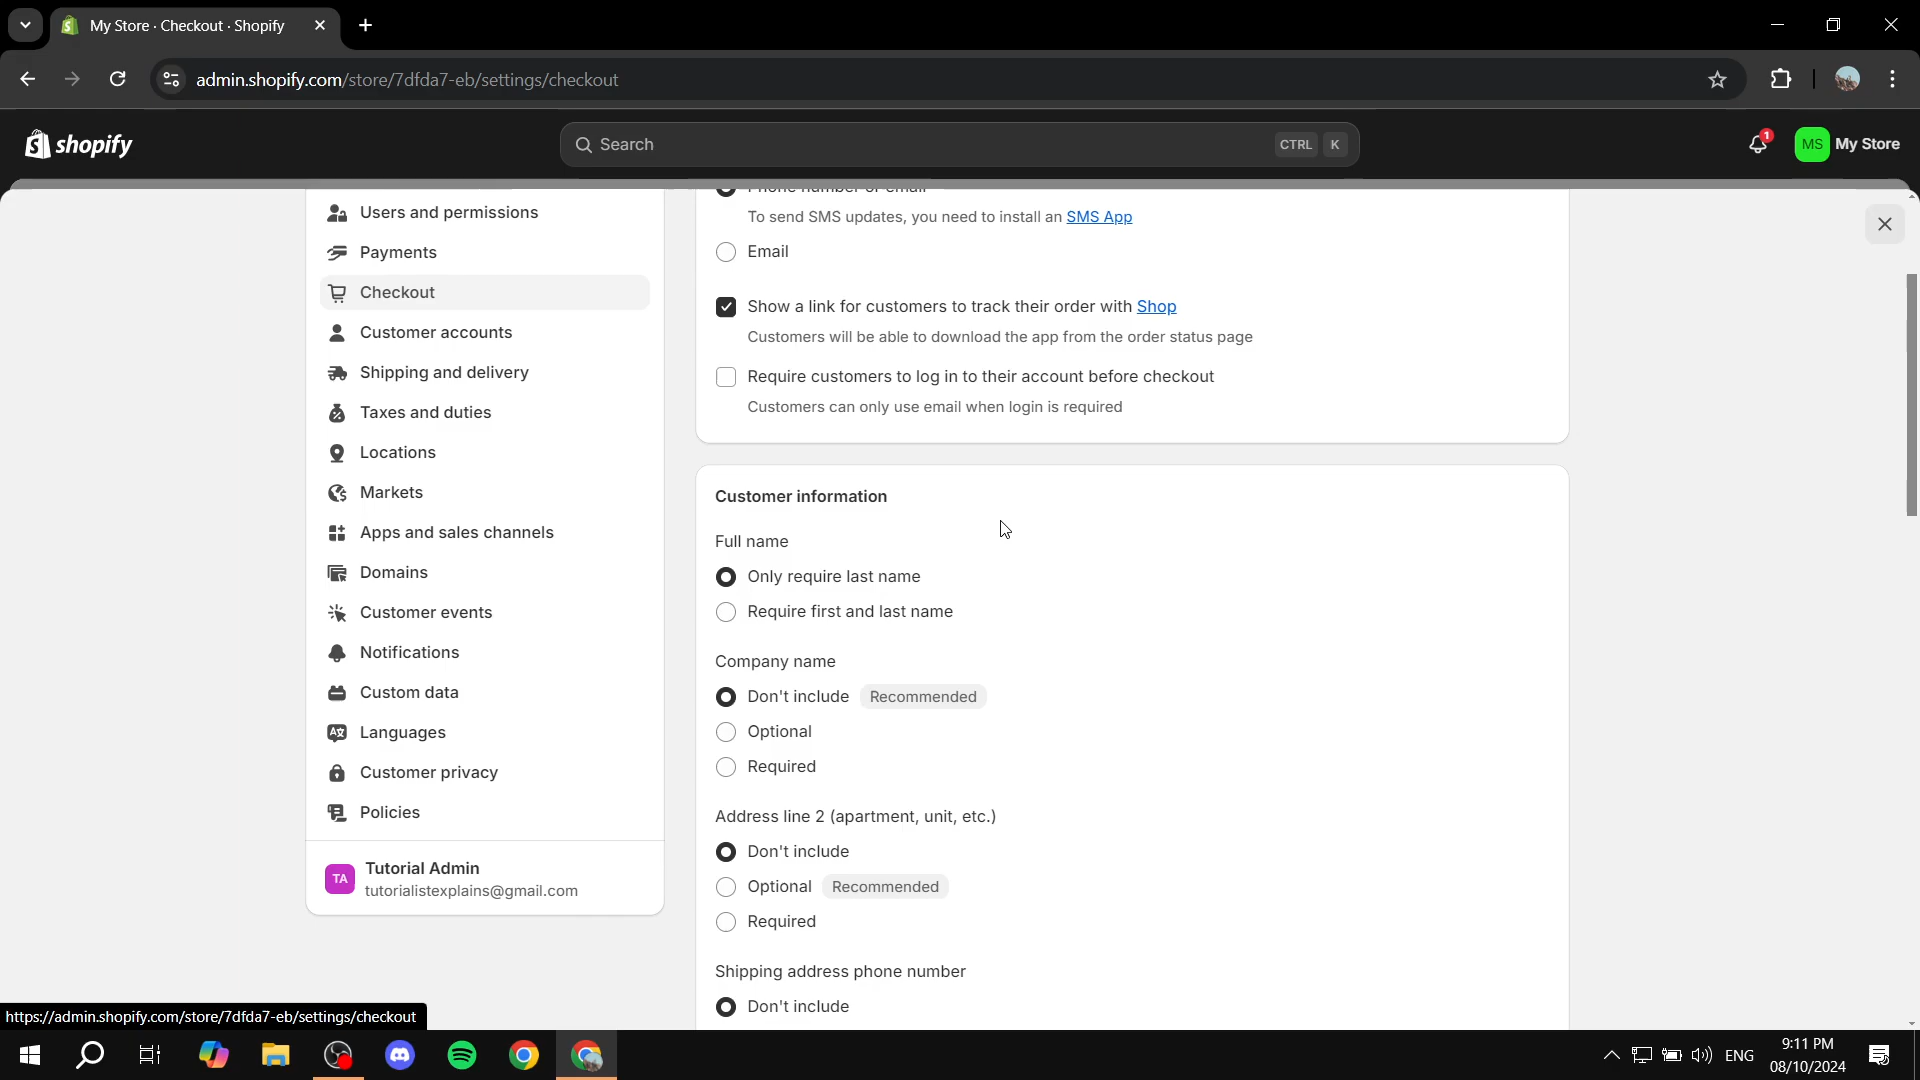 My Store · Checkout · Shopify
admin.shopify.com/store/7dfda7-eb/settings/checkout
shopify
Search
CTRL K
1
MS My Store
Users and permissions
Payments
Checkout
Customer accounts
Shipping and delivery
Taxes and duties
Locations
Markets
Apps and sales channels
Domains
Customer events
Notifications
Custom data
Languages
Customer privacy
Policies
TA
Tutorial Admin
tutorialistexplains@gmail.com
Phone number or email
To send SMS updates, you need to install an SMS App
Email
Show a link for customers to track their order with Shop
Customers will be able to download the app from the order status page
Require customers to log in to their account before checkout
Customers can only use email when login is required
Customer information
Full name
Only require last name
Require first and last name
Company name
Don't include Recommended
Optional
Required
Address line 2 (apartment, unit, etc.)
Don't include
Optional Recommended
Required
Shipping address phone number
Don't include
https://admin.shopify.com/store/7dfda7-eb/settings/checkout
ENG
9:11 PM
08/10/2024